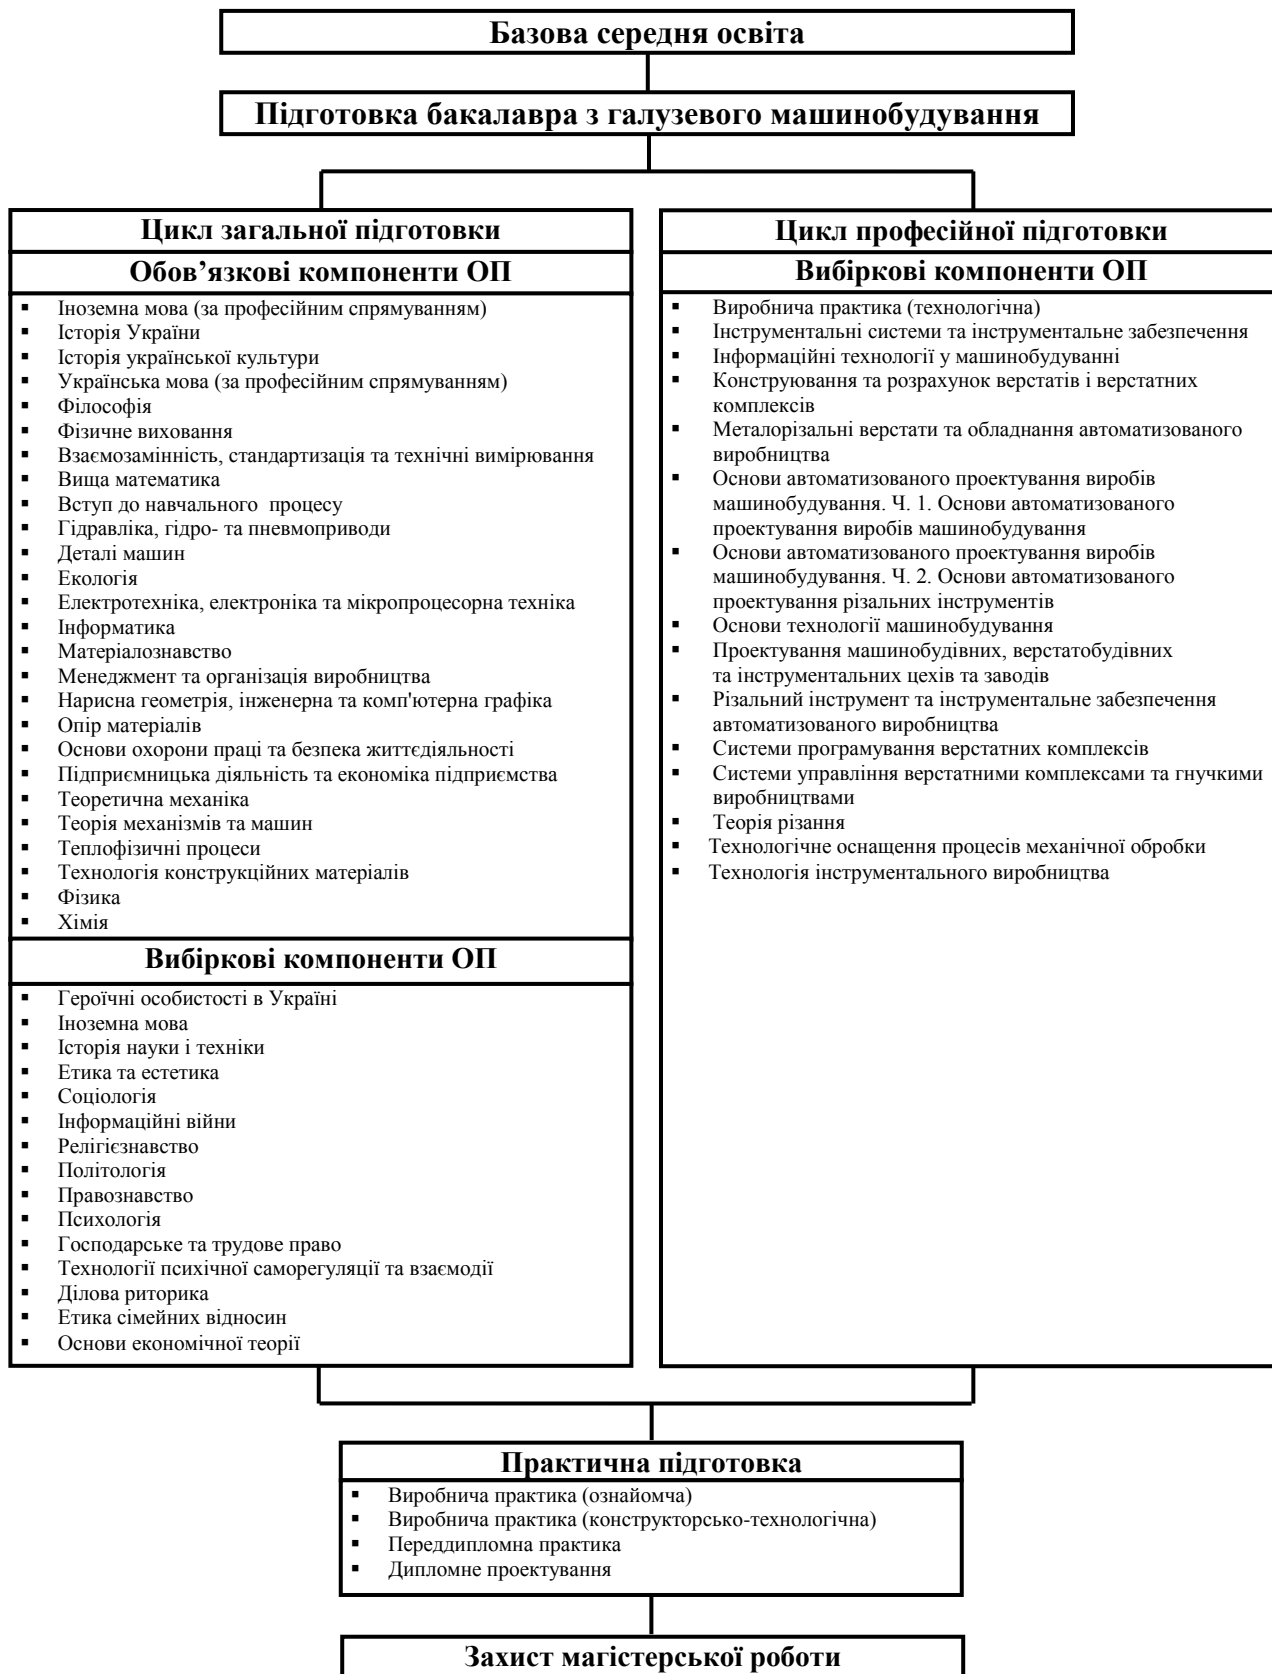 Базова середня освіта
Підготовка бакалавра з галузевого машинобудування
Цикл загальної підготовки
Обов’язкові компоненти ОП
▪ Іноземна мова (за професійним спрямуванням)
▪ Історія України
▪ Історія української культури
▪ Українська мова (за професійним спрямуванням)
▪ Філософія
▪ Фізичне виховання
▪ Взаємозамінність, стандартизація та технічні вимірювання
▪ Вища математика
▪ Вступ до навчального процесу
▪ Гідравліка, гідро- та пневмоприводи
▪ Деталі машин
▪ Екологія
▪ Електротехніка, електроніка та мікропроцесорна техніка
▪ Інформатика
▪ Матеріалознавство
▪ Менеджмент та організація виробництва
▪ Нарисна геометрія, інженерна та комп'ютерна графіка
▪ Опір матеріалів
▪ Основи охорони праці та безпека життєдіяльності
▪ Підприємницька діяльність та економіка підприємства
▪ Теоретична механіка
▪ Теорія механізмів та машин
▪ Теплофізичні процеси
▪ Технологія конструкційних матеріалів
▪ Фізика
▪ Хімія
Вибіркові компоненти ОП
▪ Героїчні особистості в Україні
▪ Іноземна мова
▪ Історія науки і техніки
▪ Етика та естетика
▪ Соціологія
▪ Інформаційні війни
▪ Релігієзнавство
▪ Політологія
▪ Правознавство
▪ Психологія
▪ Господарське та трудове право
▪ Технології психічної саморегуляції та взаємодії
▪ Ділова риторика
▪ Етика сімейних відносин
▪ Основи економічної теорії
Цикл професійної підготовки
Вибіркові компоненти ОП
▪ Виробнича практика (технологічна)
▪ Інструментальні системи та інструментальне забезпечення
▪ Інформаційні технології у машинобудуванні
▪ Конструювання та розрахунок верстатів і верстатних
комплексів
▪ Металорізальні верстати та обладнання автоматизованого
виробництва
▪ Основи автоматизованого проектування виробів
машинобудування. Ч. 1. Основи автоматизованого
проектування виробів машинобудування
▪ Основи автоматизованого проектування виробів
машинобудування. Ч. 2. Основи автоматизованого
проектування різальних інструментів
▪ Основи технології машинобудування
▪ Проектування машинобудівних, верстатобудівних
та інструментальних цехів та заводів
▪ Різальний інструмент та інструментальне забезпечення
автоматизованого виробництва
▪ Системи програмування верстатних комплексів
▪ Системи управління верстатними комплексами та гнучкими
виробництвами
▪ Теорія різання
▪ Технологічне оснащення процесів механічної обробки
▪ Технологія інструментального виробництва
Практична підготовка
▪ Виробнича практика (ознайомча)
▪ Виробнича практика (конструкторсько-технологічна)
▪ Переддипломна практика
▪ Дипломне проектування
Захист магістерської роботи